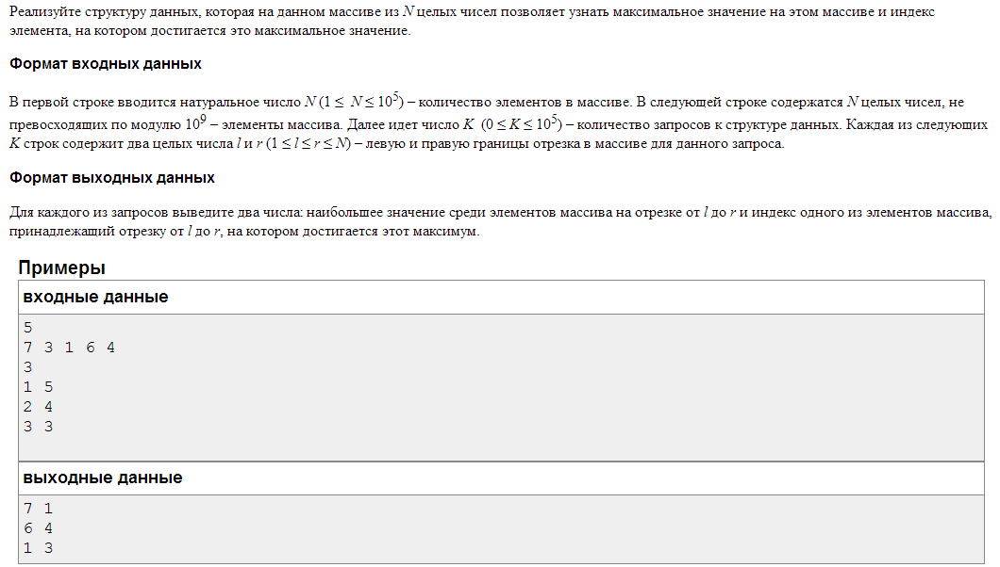 Реализуйте структуру данных, которая на данном массиве из N целых чисел позволяет узнать максимальное значение на этом массиве и индекс
элемента, на котором достигается это максимальное значение.
Формат входных данных
В первой строке вводится натуральное число N (1 ≤ N ≤ 10^5) – количество элементов в массиве. В следующей строке содержатся N целых чисел, не
превосходящих по модулю 10^9 – элементы массива. Далее идет число K (0 ≤ K ≤ 10^5) – количество запросов к структуре данных. Каждая из следующих
K строк содержит два целых числа l и r (1 ≤ l ≤ r ≤ N) – левую и правую границы отрезка в массиве для данного запроса.
Формат выходных данных
Для каждого из запросов выведите два числа: наибольшее значение среди элементов массива на отрезке от l до r и индекс одного из элементов массива,
принадлежащий отрезку от l до r, на котором достигается этот максимум.
Примеры
входные данные
5
7 3 1 6 4
3
1 5
2 4
3 3
выходные данные
7 1
6 4
1 3